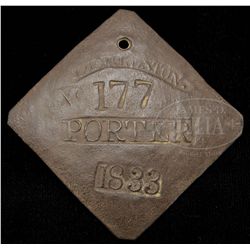 CHARLESTON
No 177
PORTER
1833